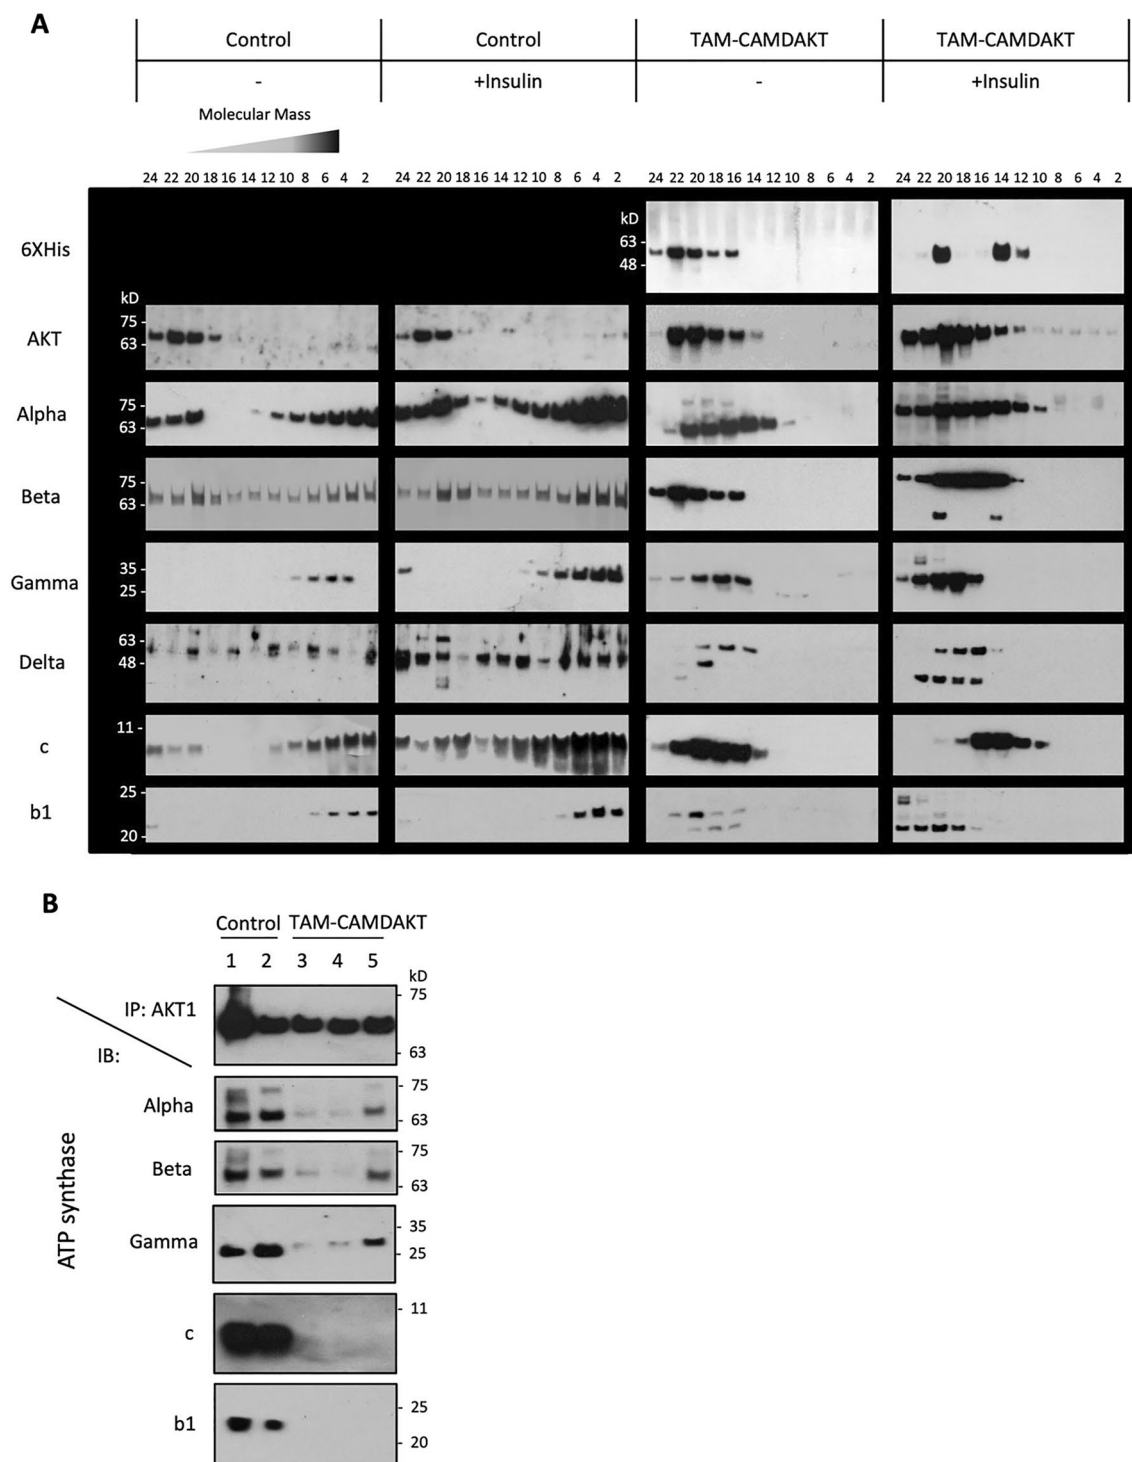 A
Control Control TAM-CAMDAKT TAM-CAMDAKT
- +Insulin - +Insulin
Molecular Mass
24 22 20 18 16 14 12 10 8 6 4 2 24 22 20 18 16 14 12 10 8 6 4 2 24 22 20 18 16 14 12 10 8 6 4 2 24 22 20 18 16 14 12 10 8 6 4 2
kD
6XHis 63 -
48 -
kD
75 -
AKT 63 -
Alpha 75 -
63 -
75 -
Beta 63 -
35 -
Gamma 25 -
63 -
Delta 48 -
11 -
c
25 -
b1
20 -
B
Control TAM-CAMDAKT
1 2 3 4 5
kD
IP: AKT1 - 75
IB: - 63
ATP synthase
Alpha - 75
- 63
Beta - 75
- 63
Gamma - 35
- 25
c - 11
b1 - 25
- 20